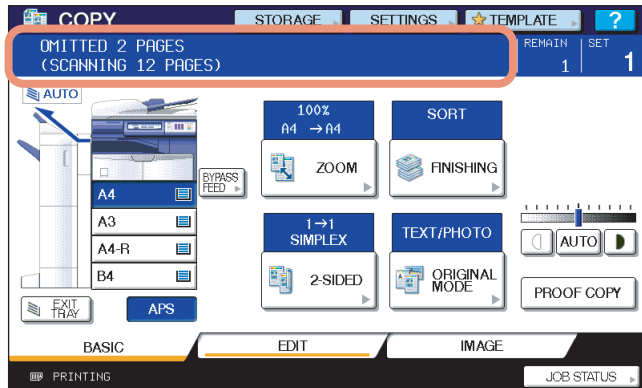 COPY
STORAGE
SETTINGS
TEMPLATE
?
OMITTED 2 PAGES
(SCANNING 12 PAGES)
REMAIN
1
SET
1
AUTO
A4
A3
A4-R
B4
BYPASS
FEED
EXIT
TRAY
APS
100%
A4 →A4
ZOOM
SORT
FINISHING
1→1
SIMPLEX
2-SIDED
TEXT/PHOTO
ORIGINAL
MODE
AUTO
PROOF COPY
BASIC
EDIT
IMAGE
PRINTING
JOB STATUS